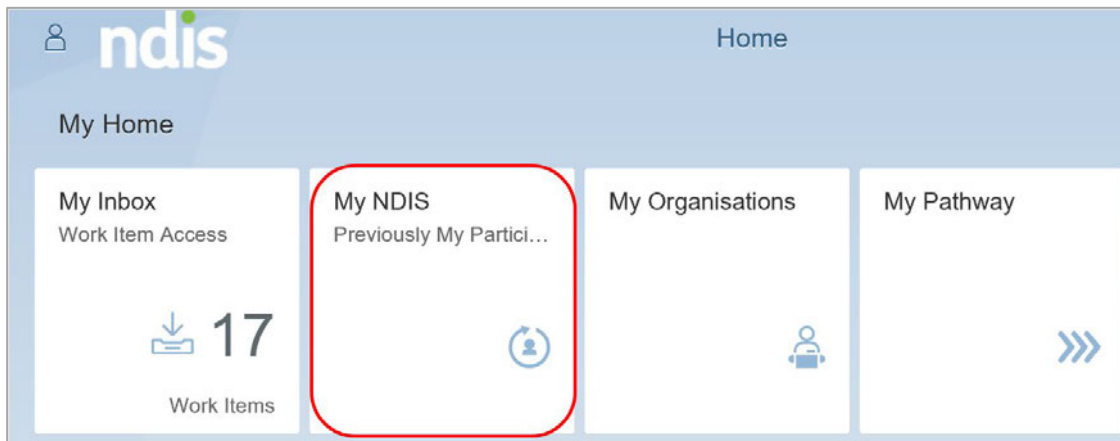 ndis
Home
My Home
My Inbox
Work Item Access
17
Work Items
My NDIS
Previously My Partici...
My Organisations
My Pathway